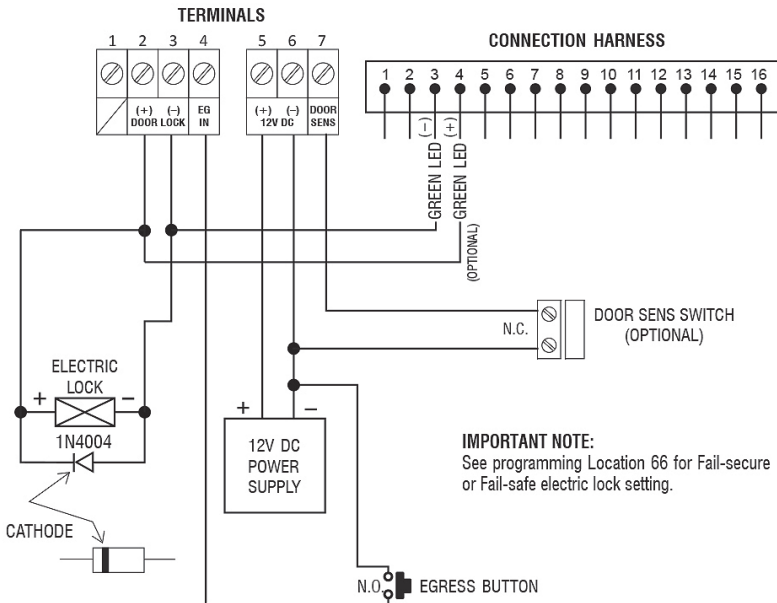 TERMINALS
1 2 3 4 5 6 7
(+) (–) EG (+) (–) DOOR
DOOR LOCK IN 12V DC SENS
CONNECTION HARNESS
1 2 3 4 5 6 7 8 9 10 11 12 13 14 15 16
GREEN LED (–)
GREEN LED (+)
(OPTIONAL)
N.C.
DOOR SENS SWITCH
(OPTIONAL)
ELECTRIC
LOCK
+ –
1N4004
CATHODE
+ –
12V DC
POWER
SUPPLY
IMPORTANT NOTE:
See programming Location 66 for Fail-secure
or Fail-safe electric lock setting.
N.O. EGRESS BUTTON